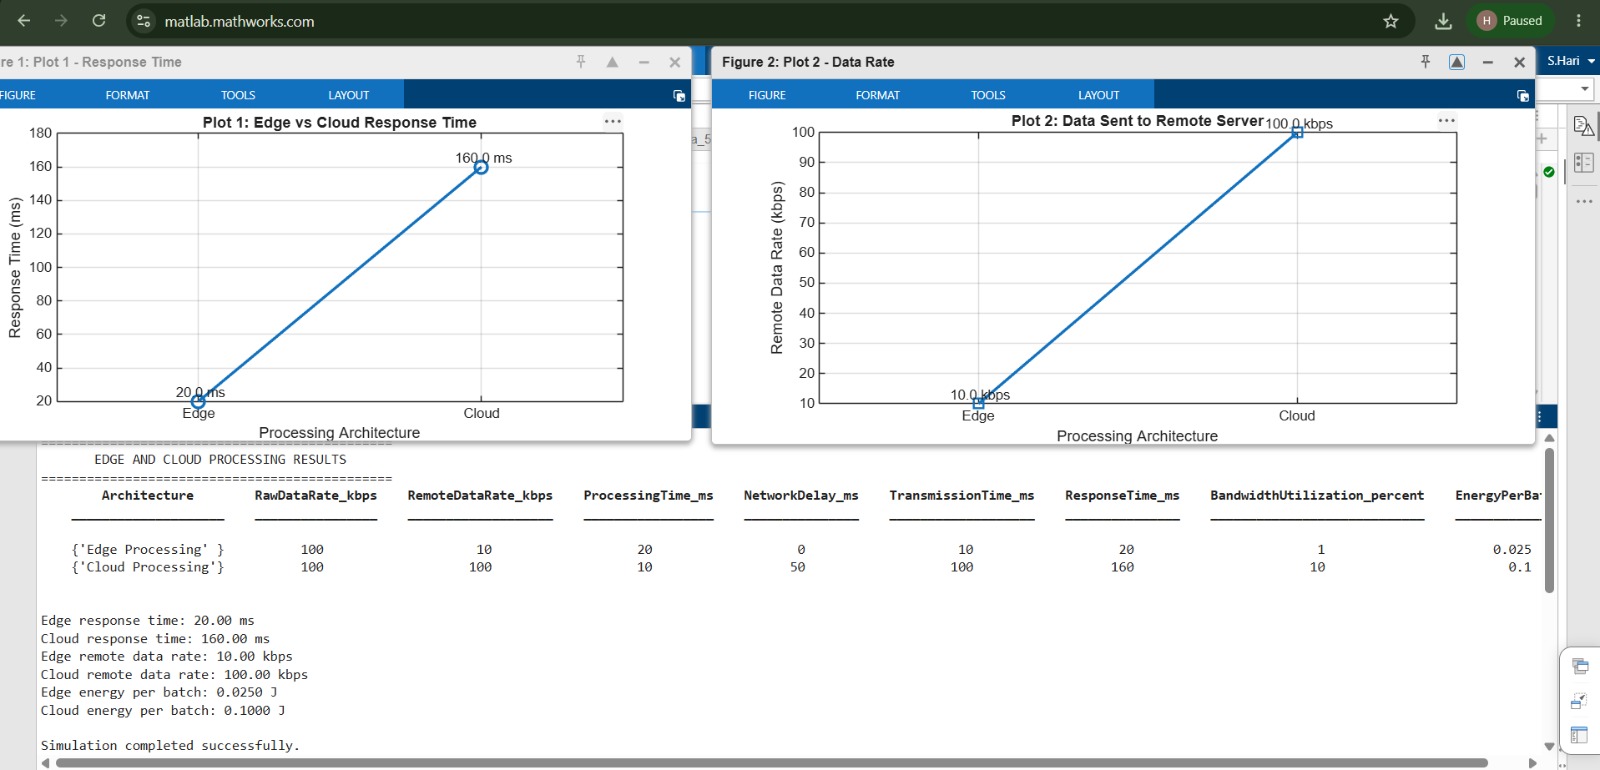 matlab.mathworks.com
H Paused
re 1: Plot 1 - Response Time
FIGURE FORMAT TOOLS LAYOUT
Plot 1: Edge vs Cloud Response Time
180
160
140
120
100
80
60
40
20
Response Time (ms)
160.0 ms
20.0 ms
Edge Cloud
Processing Architecture
Figure 2: Plot 2 - Data Rate
FIGURE FORMAT TOOLS LAYOUT
Plot 2: Data Sent to Remote Server
100
90
80
70
60
50
40
30
20
10
Remote Data Rate (kbps)
100.0 kbps
10.0 kbps
Edge Cloud
Processing Architecture
S.Hari
a_5
EDGE AND CLOUD PROCESSING RESULTS
=============================================
Architecture RawDataRate_kbps RemoteDataRate_kbps ProcessingTime_ms NetworkDelay_ms TransmissionTime_ms ResponseTime_ms BandwidthUtilization_percent EnergyPerBa
{'Edge Processing' } 100 10 20 0 10 20 1 0.025
{'Cloud Processing'} 100 100 10 50 100 160 10 0.1
Edge response time: 20.00 ms
Cloud response time: 160.00 ms
Edge remote data rate: 10.00 kbps
Cloud remote data rate: 100.00 kbps
Edge energy per batch: 0.0250 J
Cloud energy per batch: 0.1000 J
Simulation completed successfully.